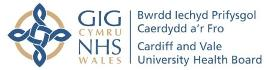 GIG
CYMRU
NHS
WALES
Bwrdd Iechyd Prifysgol
Caerdydd a'r Fro
Cardiff and Vale
University Health Board